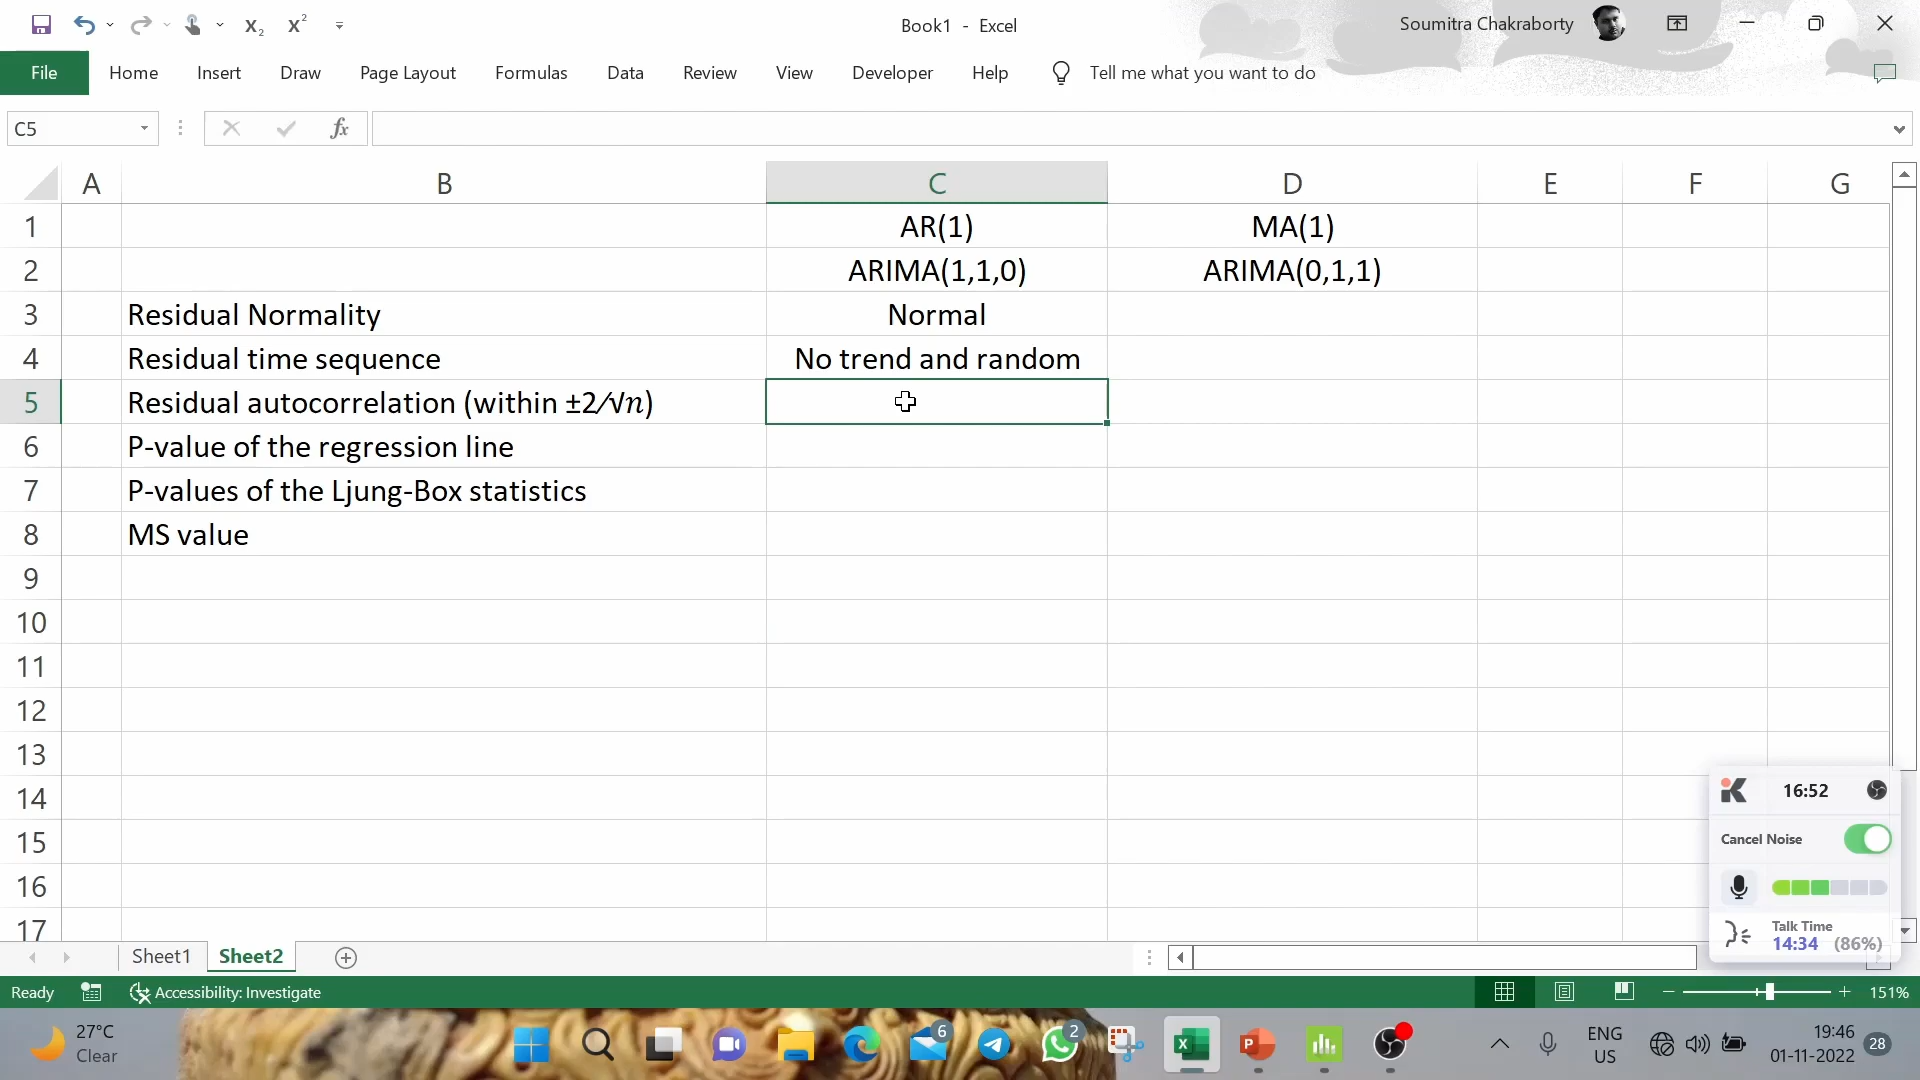 X₂ X² Book1 - Excel Soumitra Chakraborty
File Home Insert Draw Page Layout Formulas Data Review View Developer Help Tell me what you want to do
C5 fx
A B C D E F G
1 AR(1) MA(1)
2 ARIMA(1,1,0) ARIMA(0,1,1)
3 Residual Normality Normal
4 Residual time sequence No trend and random
5 Residual autocorrelation (within ±2∕√𝑛)
6 P-value of the regression line
7 P-values of the Ljung-Box statistics
8 MS value
9
10
11
12
13
14
15
16
17
16:52
Cancel Noise
Talk Time
14:34 (86%)
Sheet1 Sheet2
Ready Accessibility: Investigate 151%
27°C
Clear
6
2
ENG
US
19:46
01-11-2022
28